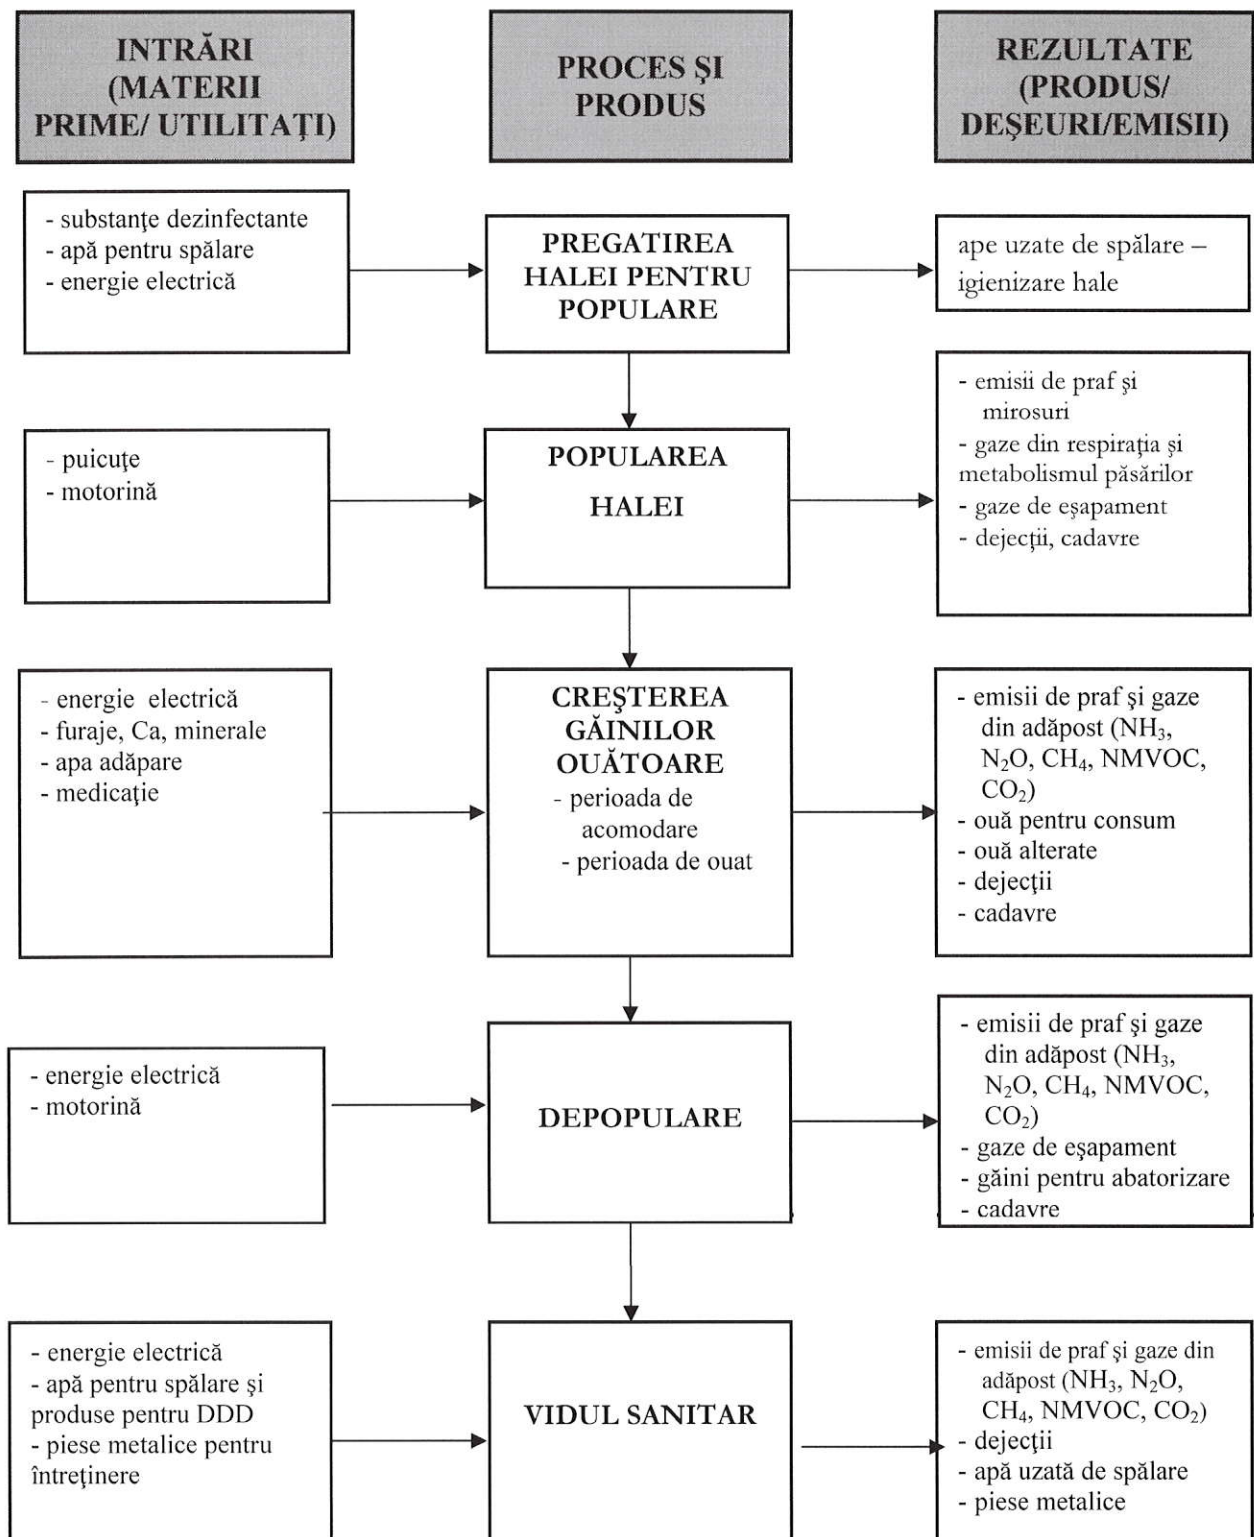 INTRĂRI
(MATERII
PRIME/ UTILITAŢI)
PROCES ŞI
PRODUS
REZULTATE
(PRODUS/
DEŞEURI/EMISII)
- substanţe dezinfectante
- apă pentru spălare
- energie electrică
PREGATIREA
HALEI PENTRU
POPULARE
ape uzate de spălare –
igienizare hale
- puicuţe
- motorină
POPULAREA
HALEI
- emisii de praf şi
mirosuri
- gaze din respiraţia şi
metabolismul păsărilor
- gaze de eşapament
- dejecţii, cadavre
- energie electrică
- furaje, Ca, minerale
- apa adăpare
- medicaţie
CREŞTEREA
GĂINILOR
OUĂTOARE
- perioada de
acomodare
- perioada de ouat
- emisii de praf şi gaze
din adăpost (NH₃,
N₂O, CH₄, NMVOC,
CO₂)
- ouă pentru consum
- ouă alterate
- dejecţii
- cadavre
- energie electrică
- motorină
DEPOPULARE
- emisii de praf şi gaze
din adăpost (NH₃,
N₂O, CH₄, NMVOC,
CO₂)
- gaze de eşapament
- găini pentru abatorizare
- cadavre
- energie electrică
- apă pentru spălare şi
produse pentru DDD
- piese metalice pentru
întreţinere
VIDUL SANITAR
- emisii de praf şi gaze din
adăpost (NH₃, N₂O,
CH₄, NMVOC, CO₂)
- dejecţii
- apă uzată de spălare
- piese metalice